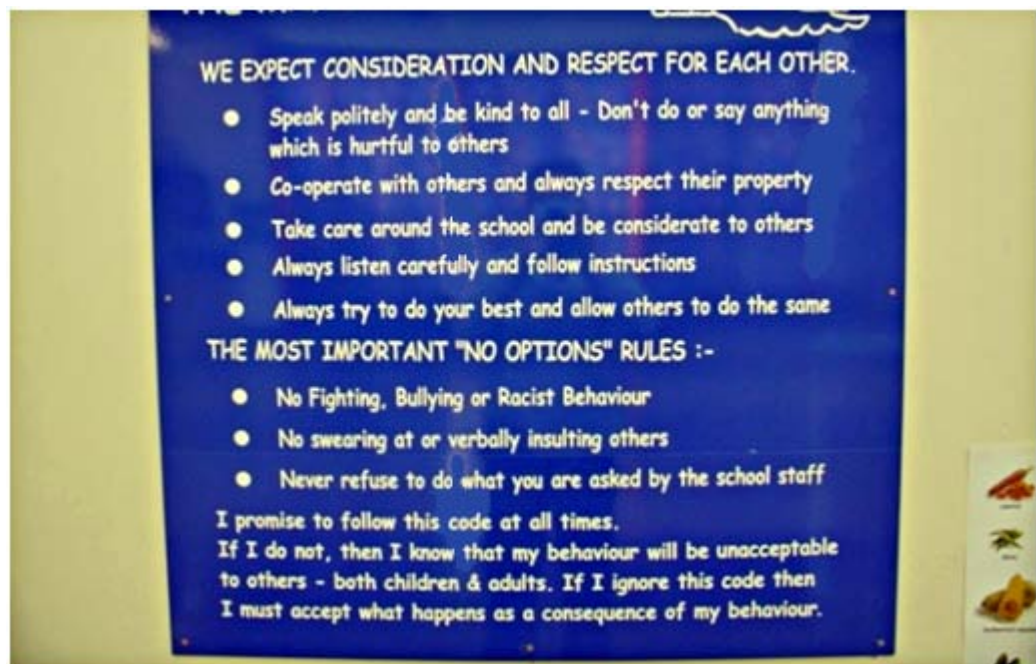 WE EXPECT CONSIDERATION AND RESPECT FOR EACH OTHER.
● Speak politely and be kind to all - Don't do or say anything
which is hurtful to others
● Co-operate with others and always respect their property
● Take care around the school and be considerate to others
● Always listen carefully and follow instructions
● Always try to do your best and allow others to do the same
THE MOST IMPORTANT "NO OPTIONS" RULES :-
● No Fighting, Bullying or Racist Behaviour
● No swearing at or verbally insulting others
● Never refuse to do what you are asked by the school staff
I promise to follow this code at all times.
If I do not, then I know that my behaviour will be unacceptable
to others - both children & adults. If I ignore this code then
I must accept what happens as a consequence of my behaviour.